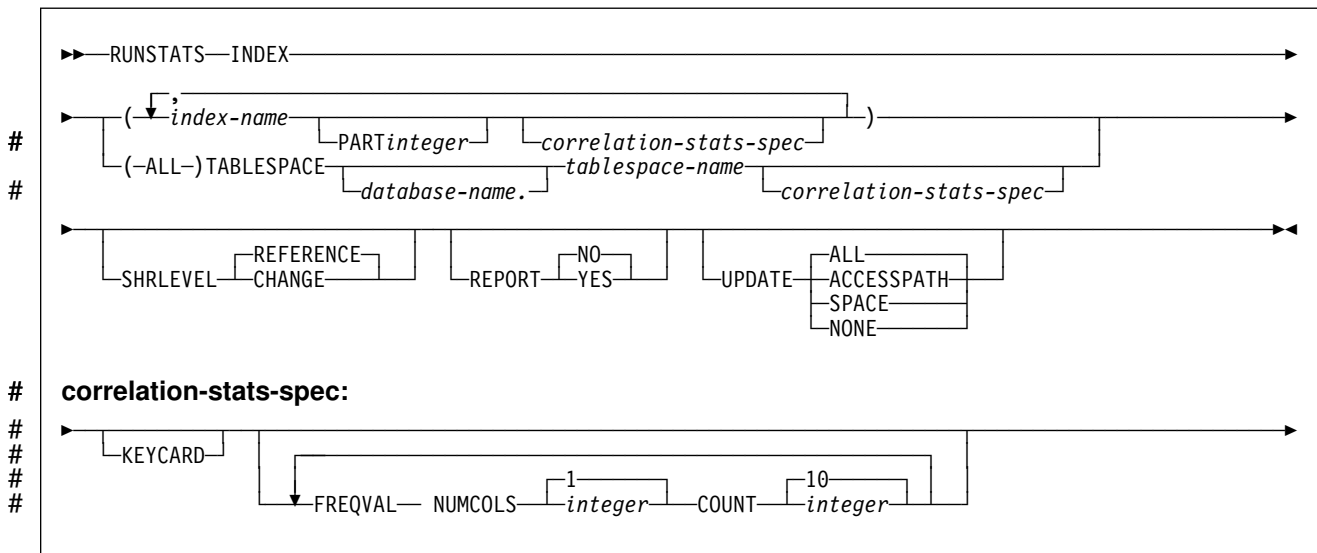 RUNSTATS INDEX
,
( index-name PARTinteger correlation-stats-spec )
# (ALL)TABLESPACE database-name. tablespace-name correlation-stats-spec
#
SHRLEVEL REFERENCE CHANGE REPORT NO YES UPDATE ALL ACCESSPATH SPACE NONE
# correlation-stats-spec:
#
# KEYCARD
#
# FREQVAL NUMCOLS 1 integer COUNT 10 integer